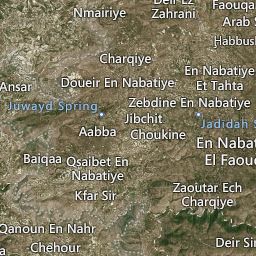 Deir Ez
Nmairiye
Zahrani
Faouqa
Arab S
Habbush
Charqiye
Ansar
Doueir En Nabatiye
En Nabatiye
Et Tahta
Juwayd Spring
Zebdine En Nabatiye
Jibchit
Jadidah S
Aabba
Choukine
En Nabat
El Faouq
Baiqaa
Qsaibet En
Nabatiye
Kfar Sir
Zaoutar Ech
Charqiye
Qanoun En Nahr
Chehour
Deir Sir